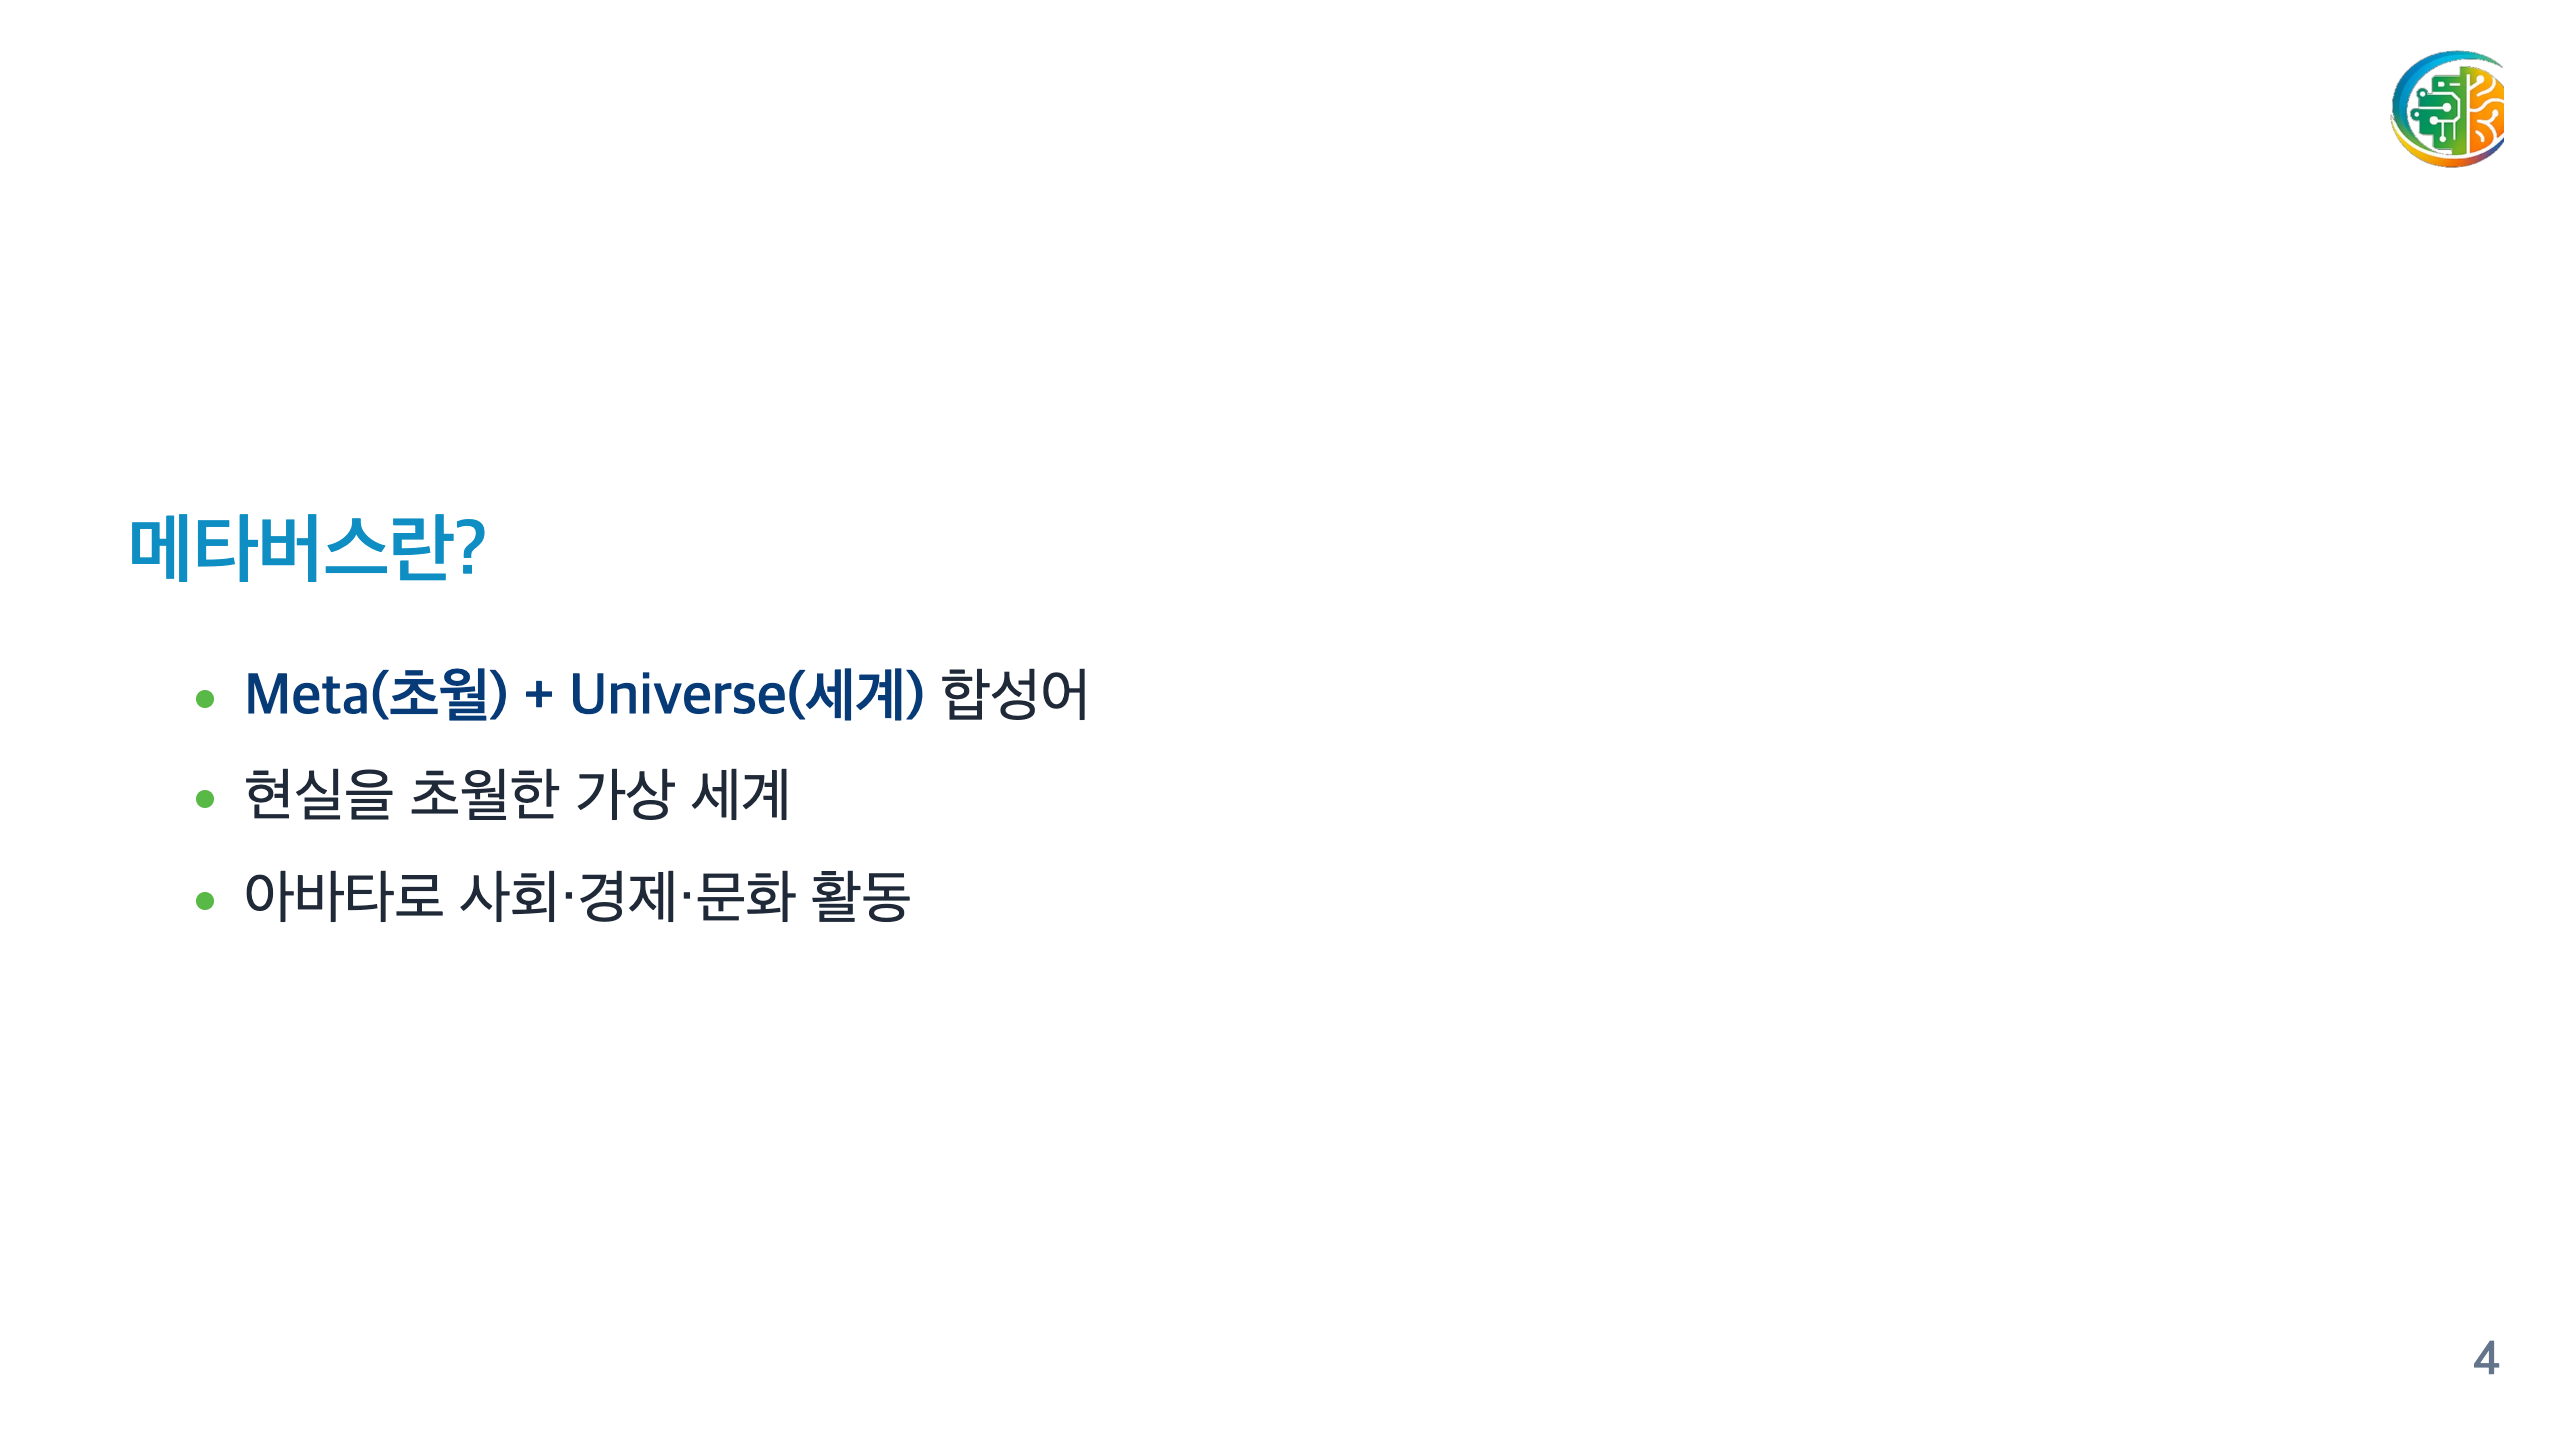 메타버스란?
Meta(초월) + Universe(세계) 합성어
현실을 초월한 가상 세계
아바타로 사회·경제·문화 활동
4